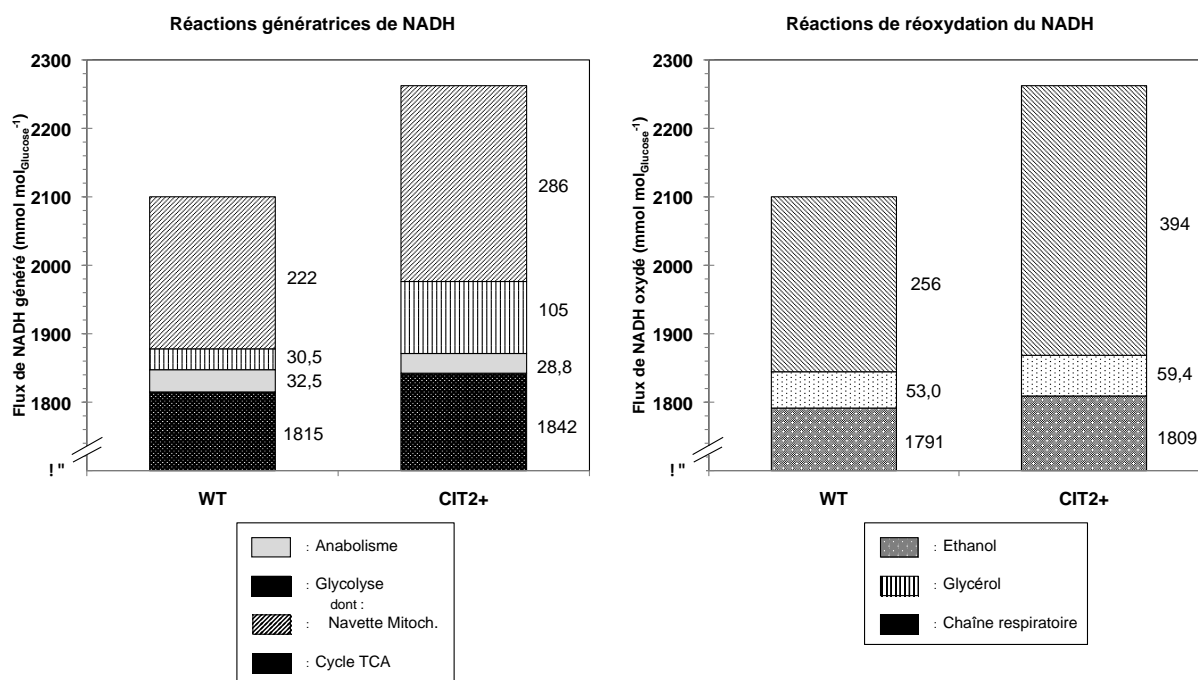 Réactions génératrices de NADH
Flux de NADH généré (mmol mol_Glucose^-1)
2300
2200
2100
2000
1900
1800
! "
222
30,5
32,5
1815
286
105
28,8
1842
WT
CIT2+
: Anabolisme
: Glycolyse
dont :
: Navette Mitoch.
: Cycle TCA
Réactions de réoxydation du NADH
Flux de NADH oxydé (mmol mol_Glucose^-1)
2300
2200
2100
2000
1900
1800
! "
256
53,0
1791
394
59,4
1809
WT
CIT2+
: Ethanol
: Glycérol
: Chaîne respiratoire